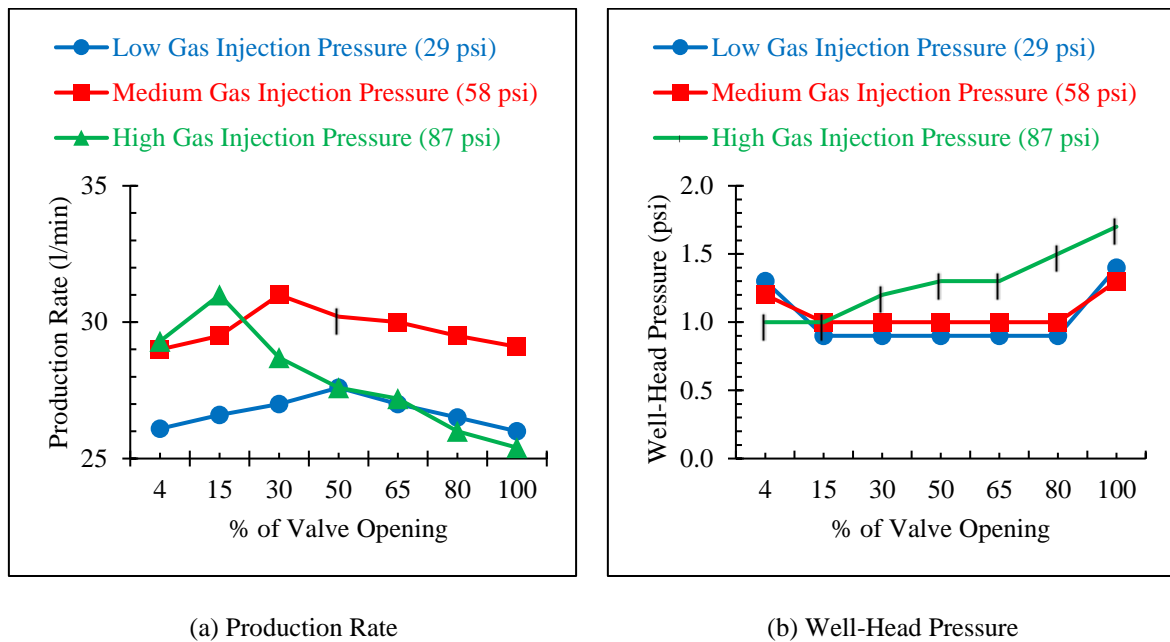 Low Gas Injection Pressure (29 psi)
Medium Gas Injection Pressure (58 psi)
High Gas Injection Pressure (87 psi)
Production Rate (l/min)
35
30
25
4 15 30 50 65 80 100
% of Valve Opening
(a) Production Rate
Low Gas Injection Pressure (29 psi)
Medium Gas Injection Pressure (58 psi)
High Gas Injection Pressure (87 psi)
Well-Head Pressure (psi)
2.0
1.5
1.0
0.5
0.0
4 15 30 50 65 80 100
% of Valve Opening
(b) Well-Head Pressure